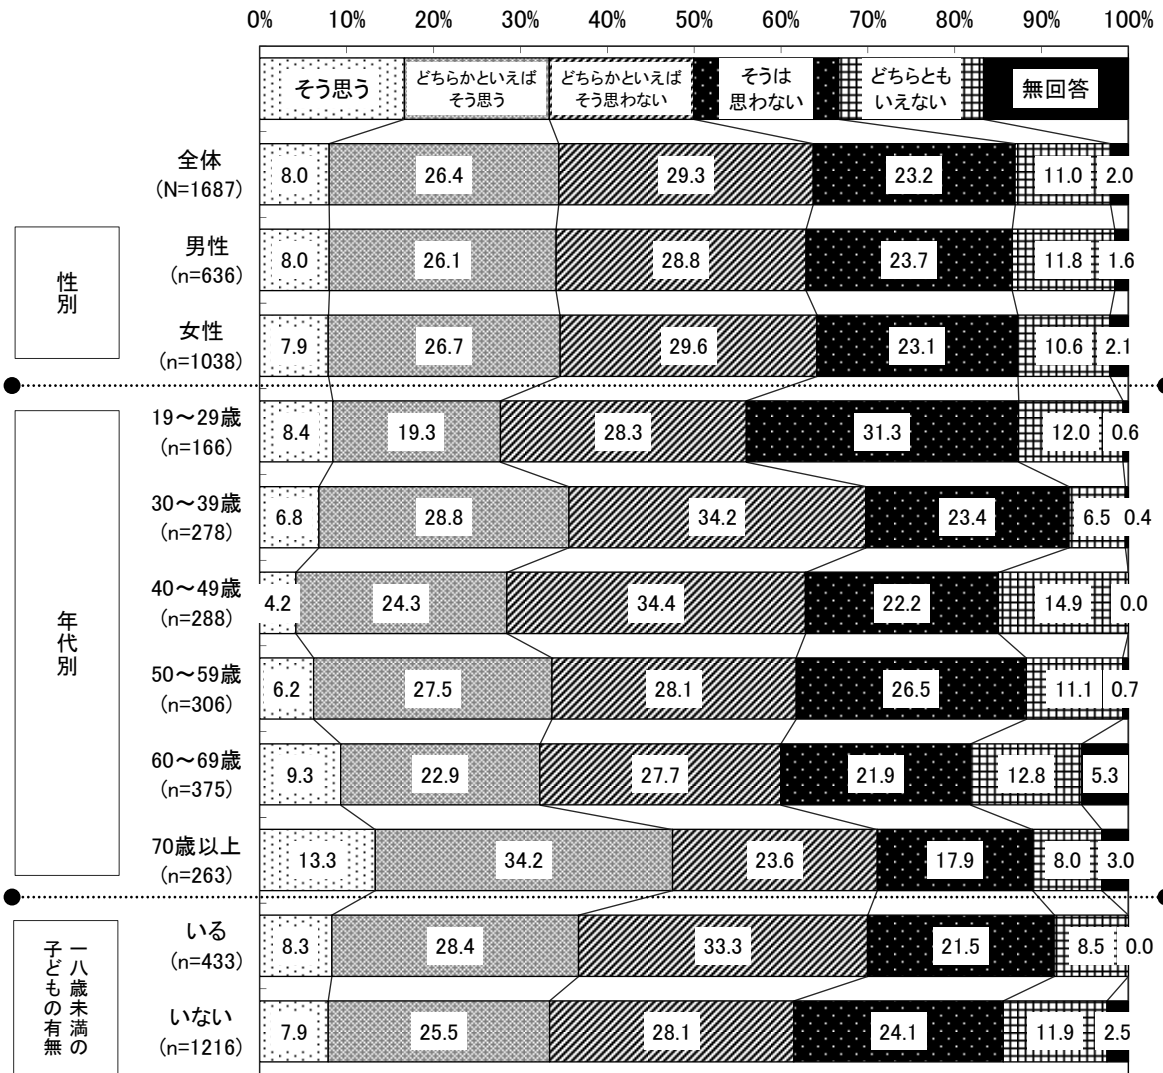 0% 10% 20% 30% 40% 50% 60% 70% 80% 90% 100%
そう思う
どちらかといえば
そう思う
どちらかといえば
そう思わない
そうは
思わない
どちらとも
いえない
無回答
全体
(N=1687)
8.0 26.4 29.3 23.2 11.0 2.0
性別
男性
(n=636)
8.0 26.1 28.8 23.7 11.8 1.6
女性
(n=1038)
7.9 26.7 29.6 23.1 10.6 2.1
年代別
19～29歳
(n=166)
8.4 19.3 28.3 31.3 12.0 0.6
30～39歳
(n=278)
6.8 28.8 34.2 23.4 6.5 0.4
40～49歳
(n=288)
4.2 24.3 34.4 22.2 14.9 0.0
50～59歳
(n=306)
6.2 27.5 28.1 26.5 11.1 0.7
60～69歳
(n=375)
9.3 22.9 27.7 21.9 12.8 5.3
70歳以上
(n=263)
13.3 34.2 23.6 17.9 8.0 3.0
一八歳未満の
子どもの有無
いる
(n=433)
8.3 28.4 33.3 21.5 8.5 0.0
いない
(n=1216)
7.9 25.5 28.1 24.1 11.9 2.5